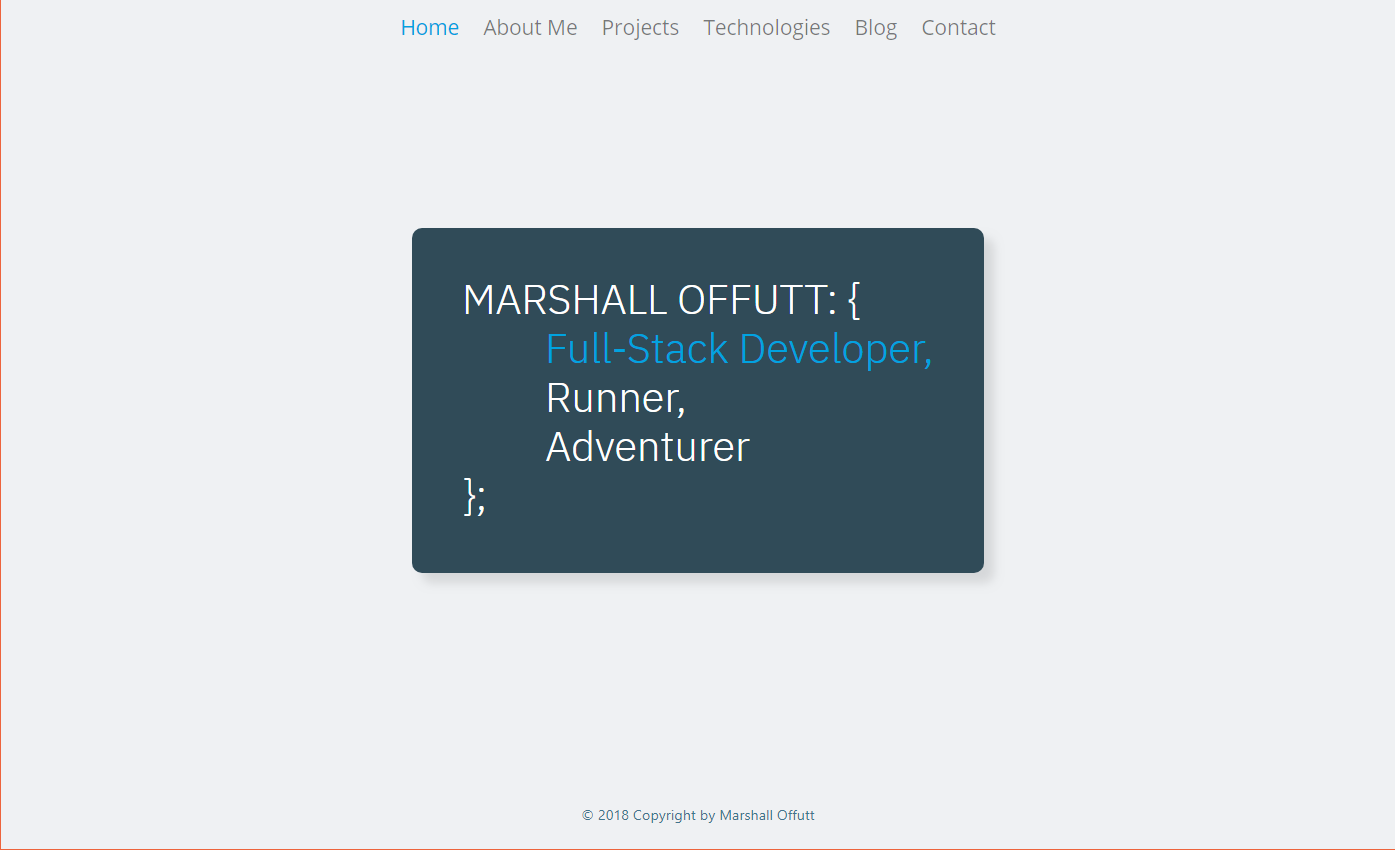 Home About Me Projects Technologies Blog Contact
MARSHALL OFFUTT: {
Full-Stack Developer,
Runner,
Adventurer
};
© 2018 Copyright by Marshall Offutt